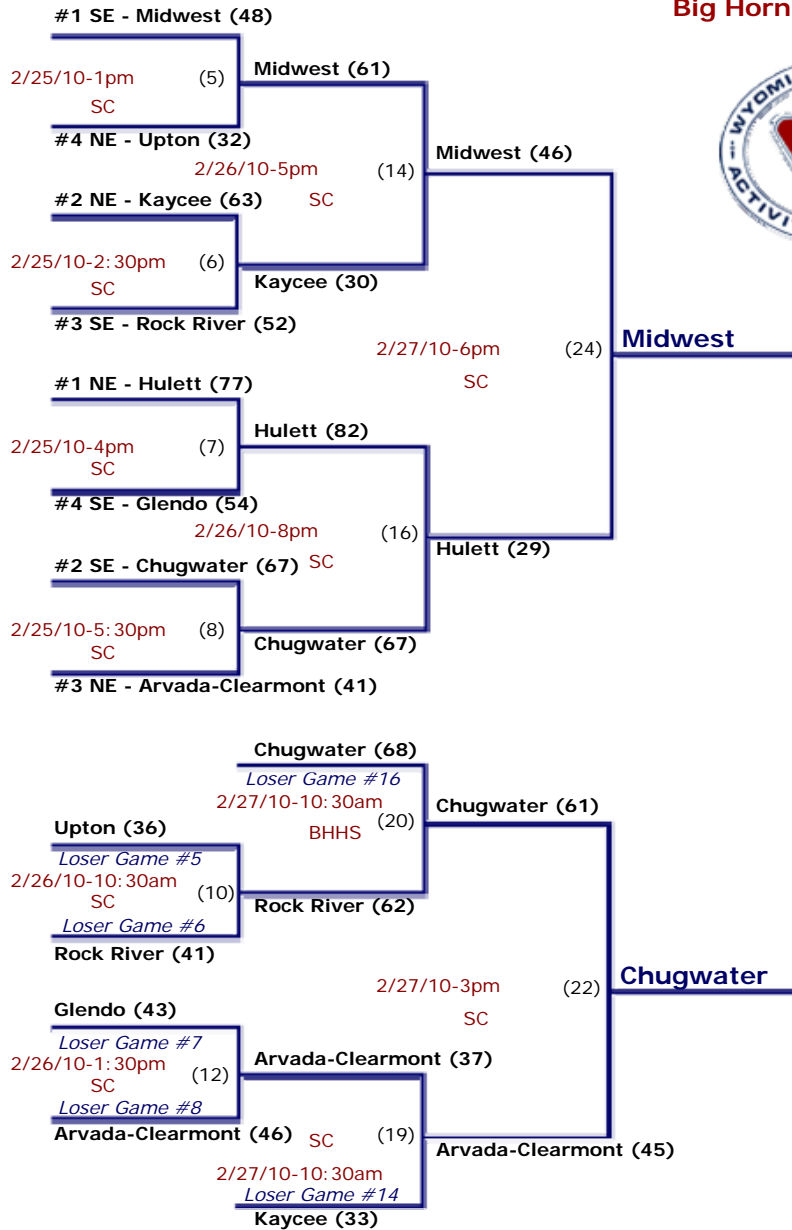 Big Horn
#1 SE - Midwest (48)
2/25/10-1pm
(5)
SC
#4 NE - Upton (32)
Midwest (61)
2/26/10-5pm
(14)
SC
#2 NE - Kaycee (63)
2/25/10-2:30pm
(6)
SC
#3 SE - Rock River (52)
Kaycee (30)
Midwest (46)
2/27/10-6pm
(24)
SC
Midwest
#1 NE - Hulett (77)
2/25/10-4pm
(7)
SC
#4 SE - Glendo (54)
Hulett (82)
2/26/10-8pm
(16)
SC
Hulett (29)
#2 SE - Chugwater (67)
2/25/10-5:30pm
(8)
SC
#3 NE - Arvada-Clearmont (41)
Chugwater (67)
Chugwater (68)
Loser Game #16
2/27/10-10:30am
(20)
BHHS
Chugwater (61)
Upton (36)
Loser Game #5
2/26/10-10:30am
(10)
SC
Loser Game #6
Rock River (41)
Rock River (62)
2/27/10-3pm
(22)
SC
Chugwater
Glendo (43)
Loser Game #7
2/26/10-1:30pm
(12)
SC
Loser Game #8
Arvada-Clearmont (46)
Arvada-Clearmont (37)
SC
(19)
2/27/10-10:30am
Loser Game #14
Kaycee (33)
Arvada-Clearmont (45)